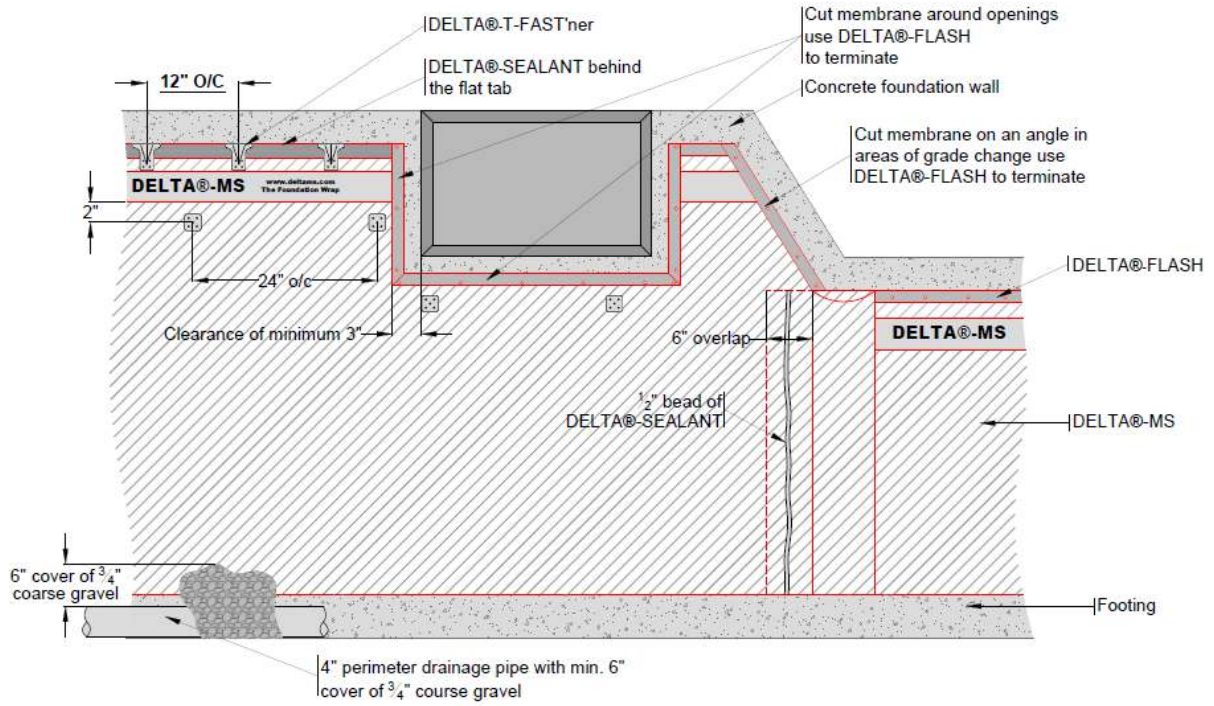 DELTA®-T-FAST'ner
Cut membrane around openings
use DELTA®-FLASH
to terminate
12" O/C
DELTA®-SEALANT behind
the flat tab
Concrete foundation wall
Cut membrane on an angle in
areas of grade change use
DELTA®-FLASH to terminate
DELTA®-MS
www.deltams.com
The Foundation Wrap
2"
24" o/c
DELTA®-FLASH
Clearance of minimum 3"
6" overlap
DELTA®-MS
1/2" bead of
DELTA®-SEALANT
DELTA®-MS
6" cover of 3/4"
coarse gravel
Footing
4" perimeter drainage pipe with min. 6"
cover of 3/4" course gravel